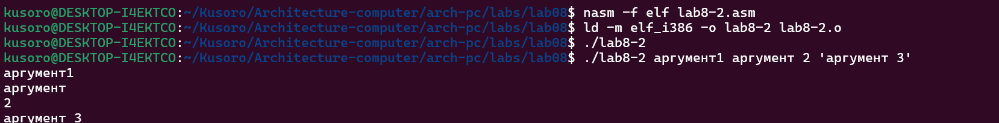 kusoro@DESKTOP-I4EKTCO:~/Kusoro/Architecture-computer/arch-pc/labs/lab08$ nasm -f elf lab8-2.asm
kusoro@DESKTOP-I4EKTCO:~/Kusoro/Architecture-computer/arch-pc/labs/lab08$ ld -m elf_i386 -o lab8-2 lab8-2.o
kusoro@DESKTOP-I4EKTCO:~/Kusoro/Architecture-computer/arch-pc/labs/lab08$ ./lab8-2
kusoro@DESKTOP-I4EKTCO:~/Kusoro/Architecture-computer/arch-pc/labs/lab08$ ./lab8-2 аргумент1 аргумент 2 'аргумент 3'
аргумент1
аргумент
2
аргумент 3